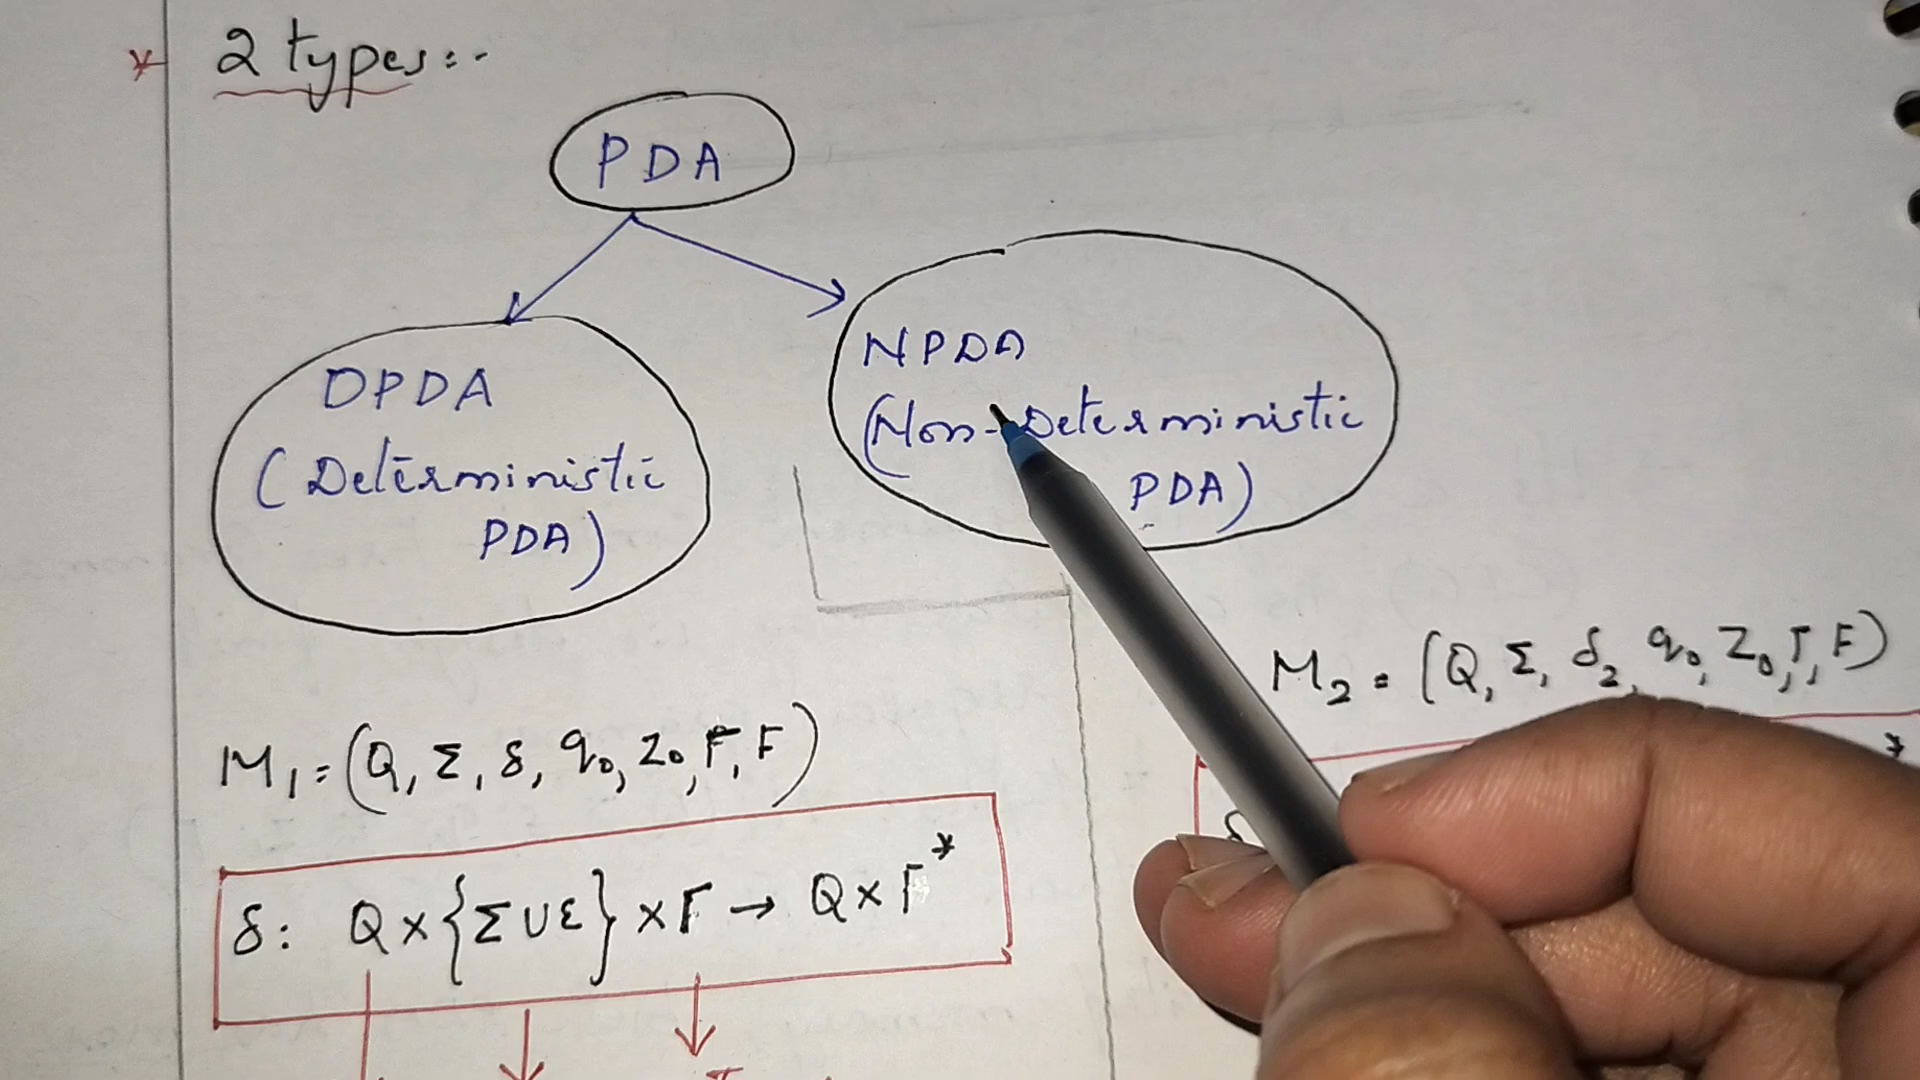 * 2 types:-
PDA
DPDA
(Deterministic
PDA)
NPDA
(Non-Deterministic
PDA)
M₁ = (Q, Σ, δ, q₀, Z₀, Γ, F)
δ: Q × {Σ ∪ ε} × Γ → Q × Γ*
M₂ = (Q, Σ, δ₂, q₀, Z₀, Γ, F)
*